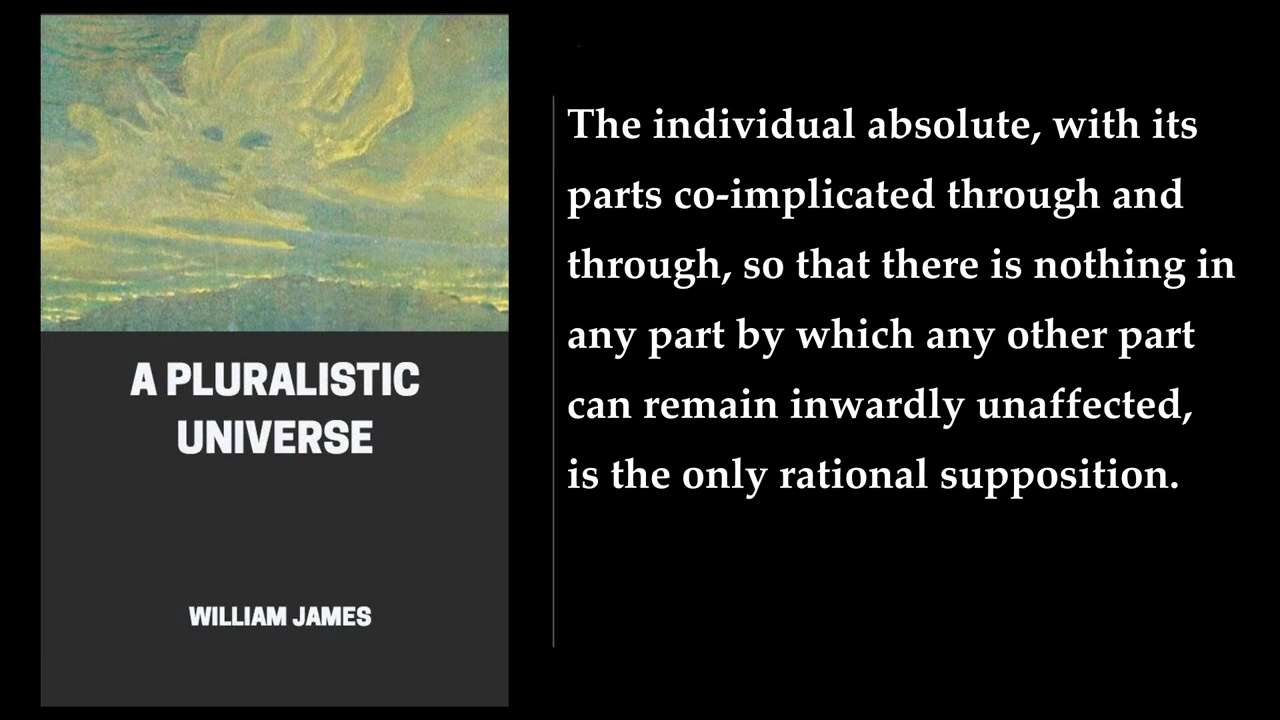 A PLURALISTIC
UNIVERSE
WILLIAM JAMES
The individual absolute, with its
parts co-implicated through and
through, so that there is nothing in
any part by which any other part
can remain inwardly unaffected,
is the only rational supposition.